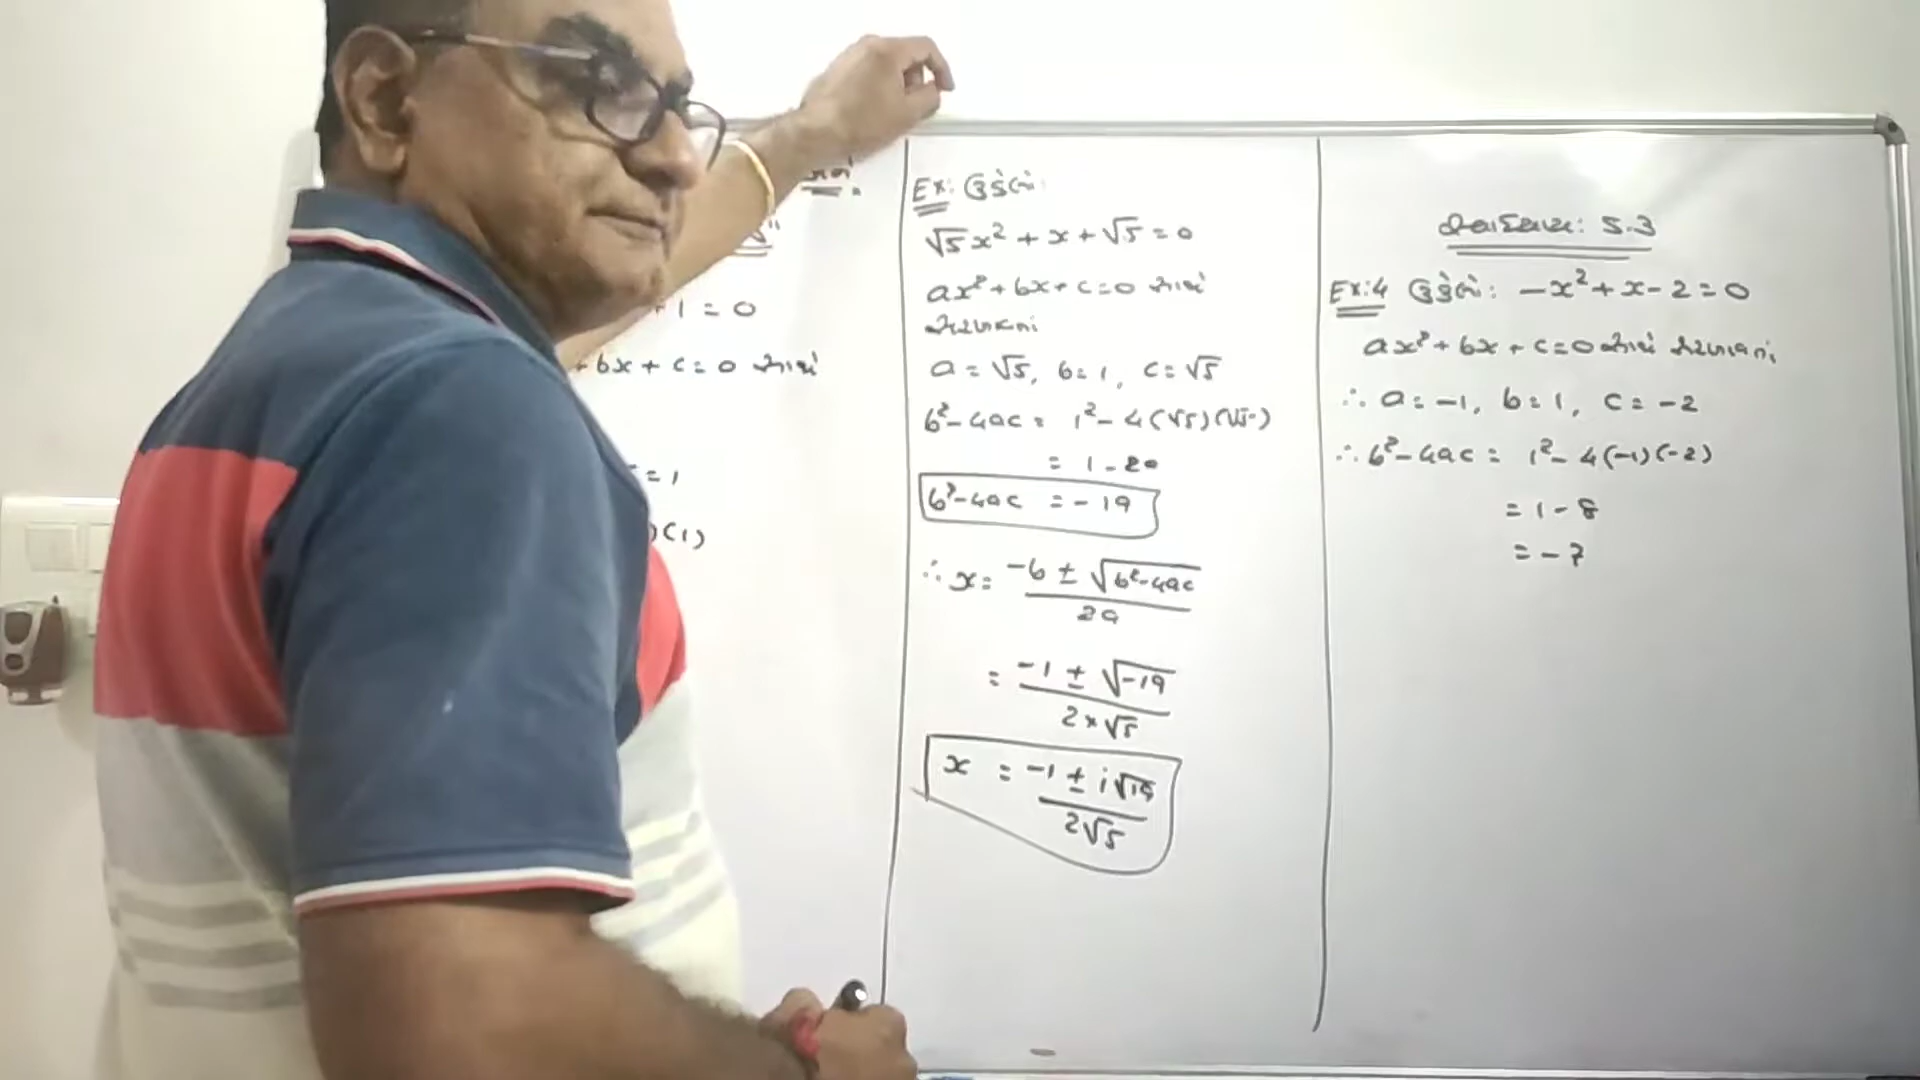 +1 = 0
+bx + c = 0 સાથે
= 1
)(1)
Ex: ઉકેલો:
√5x² + x + √5 = 0
ax² + bx + c = 0 સાથે
સરખાવતાં
a = √5, b = 1, c = √5
b² - 4ac = 1² - 4(√5)(√5)
= 1 - 20
b² - 4ac = -19
∴ x = (-b ± √(b² - 4ac))/2a
= (-1 ± √-19)/(2×√5)
x = (-1 ± i√19)/(2√5)
સ્વાધ્યાય: 5.3
Ex:4 ઉકેલો: -x² + x - 2 = 0
ax² + bx + c = 0 સાથે સરખાવતાં,
∴ a = -1, b = 1, c = -2
∴ b² - 4ac = 1² - 4(-1)(-2)
= 1 - 8
= -7